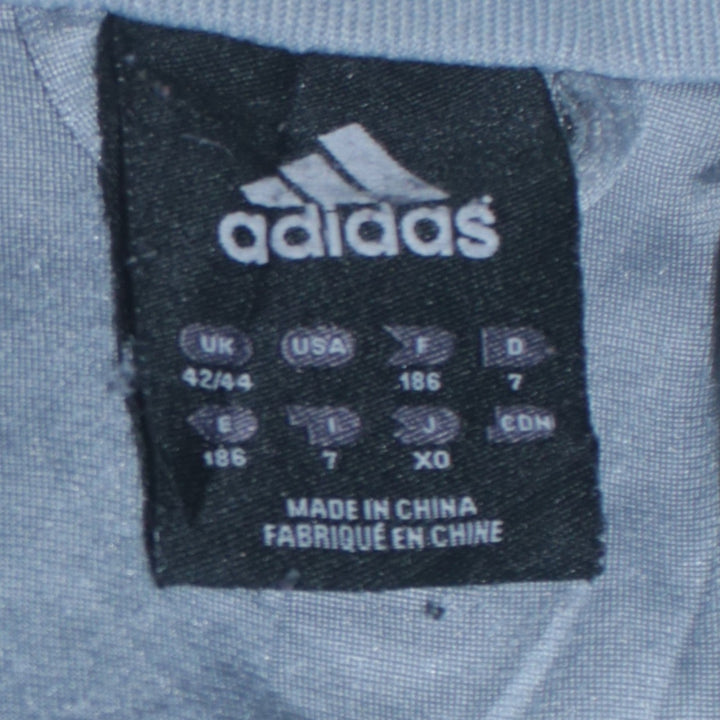 adidas
UK USA F D
42/44 186 7
E I J CDN
186 7 XO
MADE IN CHINA
FABRIQUÉ EN CHINE